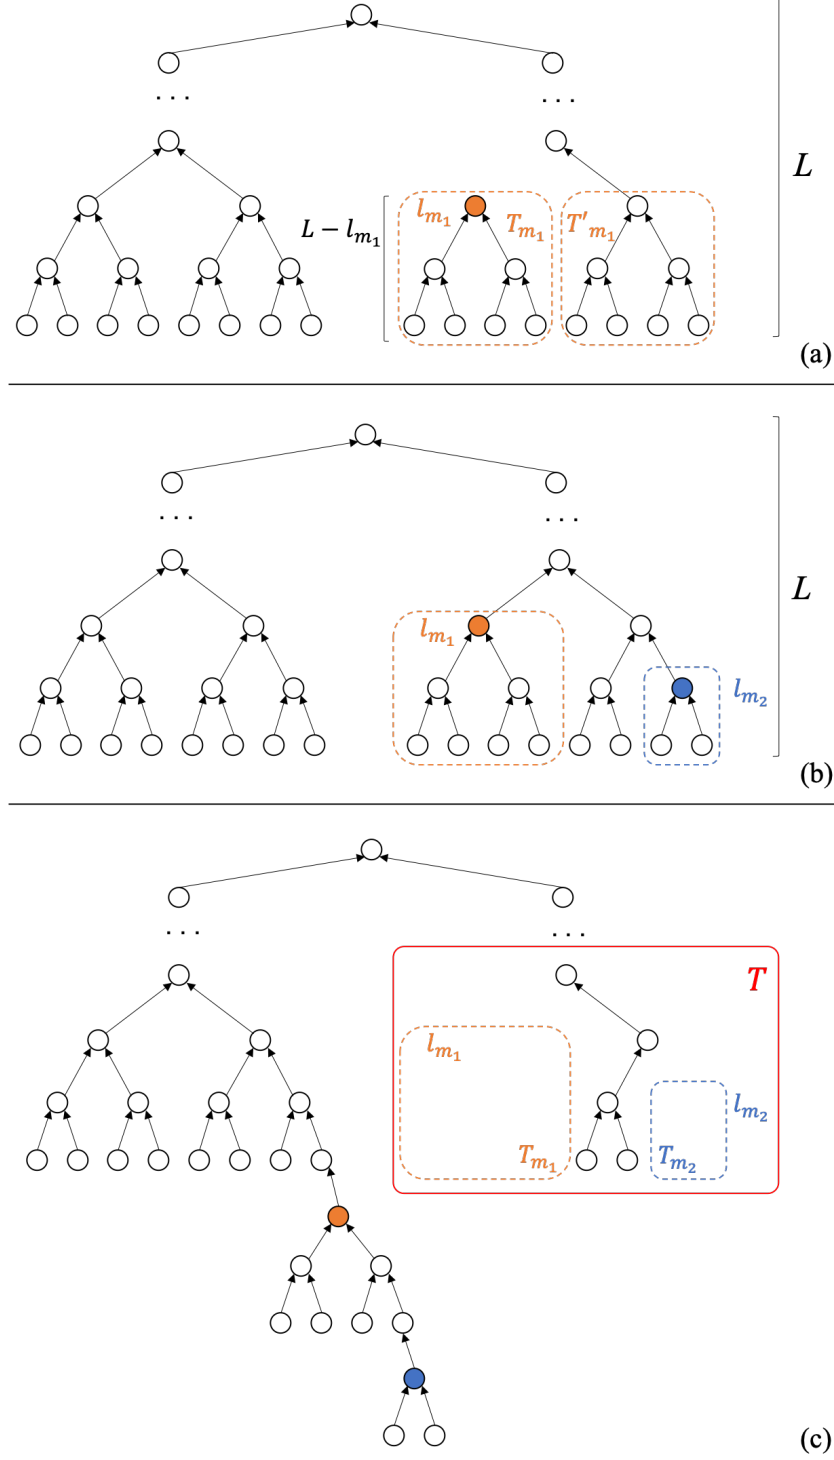 . . .
. . .
L
L − l_{m_1}
l_{m_1}
T_{m_1}
T'_{m_1}
(a)
. . .
. . .
L
l_{m_1}
l_{m_2}
(b)
. . .
. . .
T
l_{m_1}
l_{m_2}
T_{m_1}
T_{m_2}
(c)